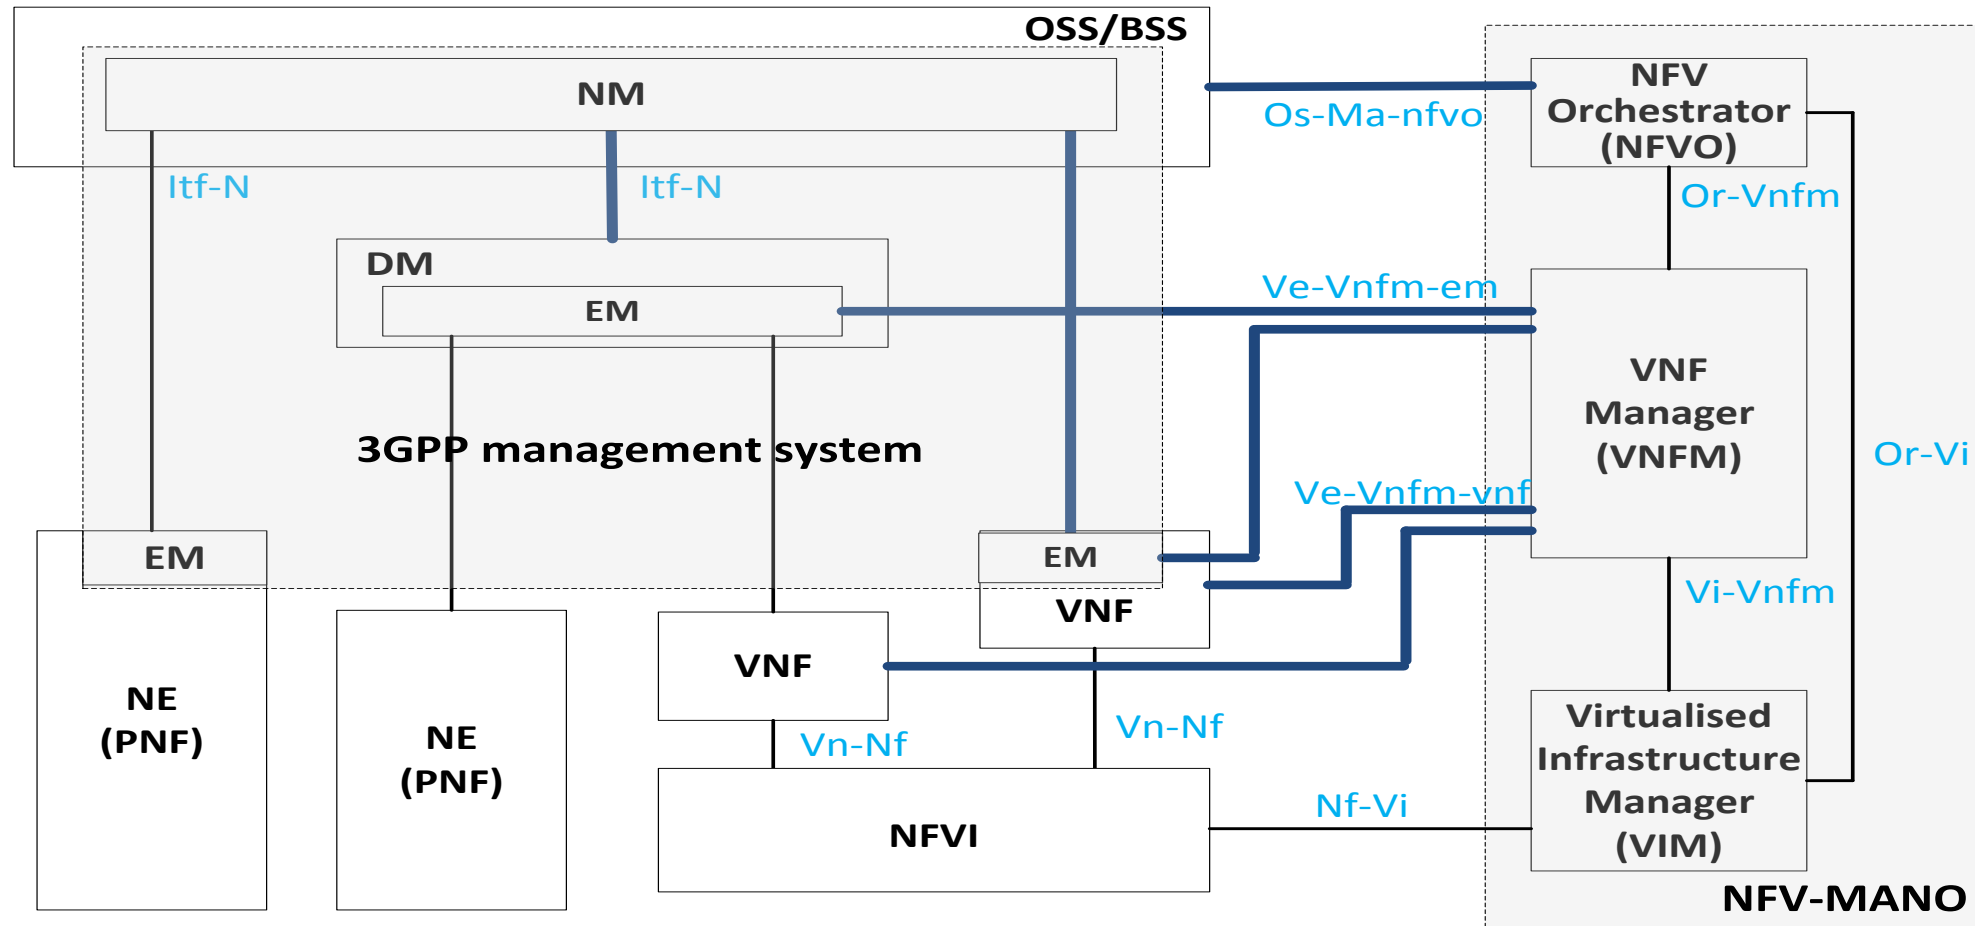 OSS/BSS
NM
NFV
Orchestrator
(NFVO)
Os-Ma-nfvo
Itf-N
Itf-N
Or-Vnfm
DM
EM
Ve-Vnfm-em
VNF
Manager
(VNFM)
3GPP management system
Or-Vi
Ve-Vnfm-vnf
EM
EM
VNF
Vi-Vnfm
VNF
NE
(PNF)
NE
(PNF)
Vn-Nf
Vn-Nf
Virtualised
Infrastructure
Manager
(VIM)
Nf-Vi
NFVI
NFV-MANO